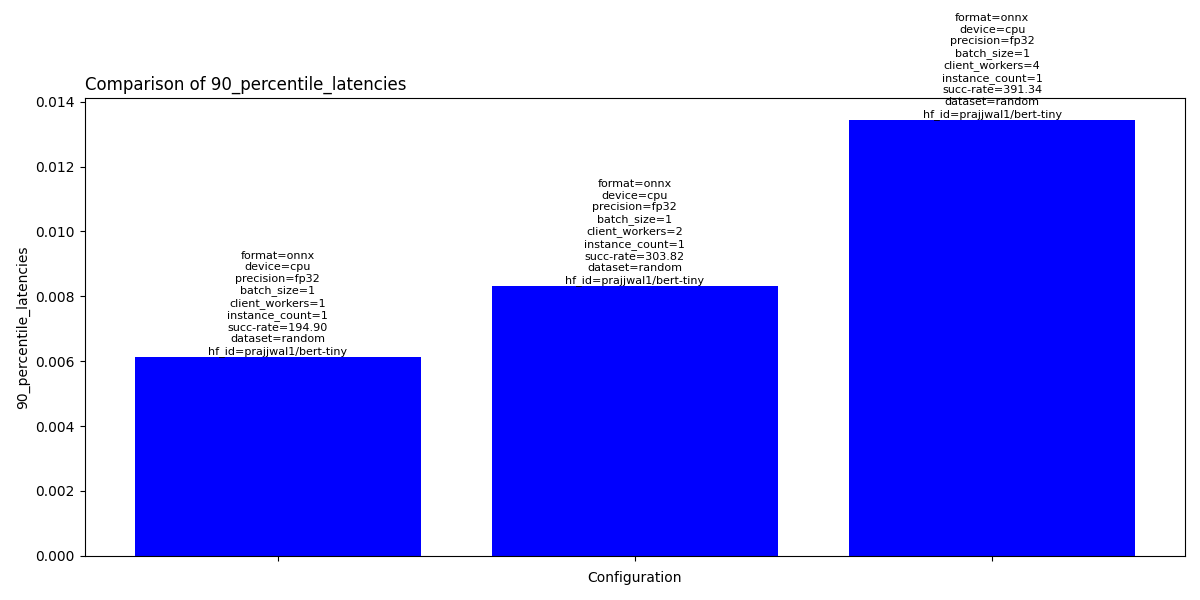 format=onnx
device=cpu
precision=fp32
batch_size=1
client_workers=4
instance_count=1
succ-rate=391.34
dataset=random
hf_id=prajjwal1/bert-tiny
Comparison of 90_percentile_latencies
0.014
0.012
0.010
0.008
0.006
0.004
0.002
0.000
90_percentile_latencies
format=onnx
device=cpu
precision=fp32
batch_size=1
client_workers=1
instance_count=1
succ-rate=194.90
dataset=random
hf_id=prajjwal1/bert-tiny
format=onnx
device=cpu
precision=fp32
batch_size=1
client_workers=2
instance_count=1
succ-rate=303.82
dataset=random
hf_id=prajjwal1/bert-tiny
Configuration